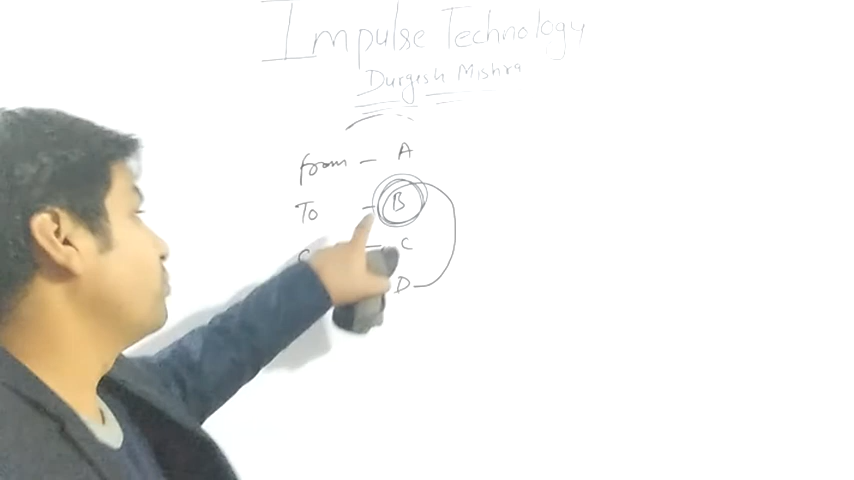 Impulse Technology
Durgesh Mishra
from - A
To - B
C - C
D